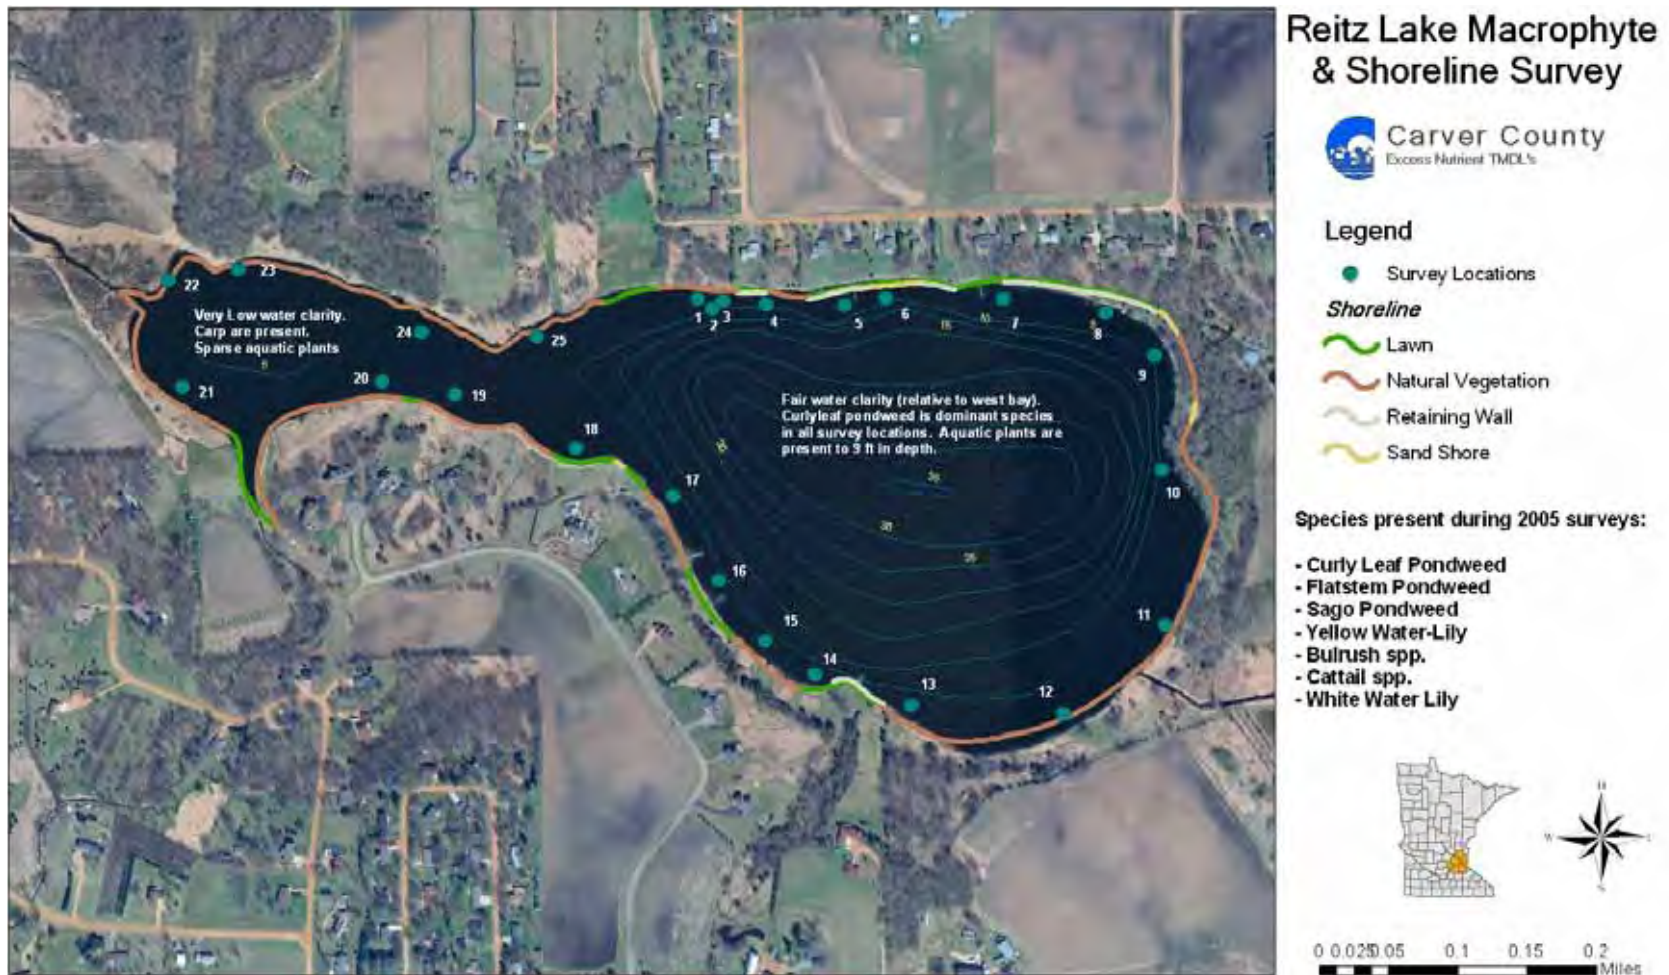 Reitz Lake Macrophyte
& Shoreline Survey
Carver County
Excess Nutrient TMDL's
Legend
Survey Locations
Shoreline
Lawn
Natural Vegetation
Retaining Wall
Sand Shore
Species present during 2005 surveys:
- Curly Leaf Pondweed
- Flatstem Pondweed
- Sago Pondweed
- Yellow Water-Lily
- Bulrush spp.
- Cattail spp.
- White Water Lily
N
W
S
0 0.025 0.05 0.1 0.15 0.2
Miles
22
23
Very Low water clarity.
Carp are present.
Sparse aquatic plants
24
25
21
20
19
18
17
16
15
14
13
12
11
10
9
8
7
6
5
4
3
2
1
Fair water clarity (relative to west bay).
Curlyleaf pondweed is dominant species
in all survey locations. Aquatic plants are
present to 9 ft in depth.